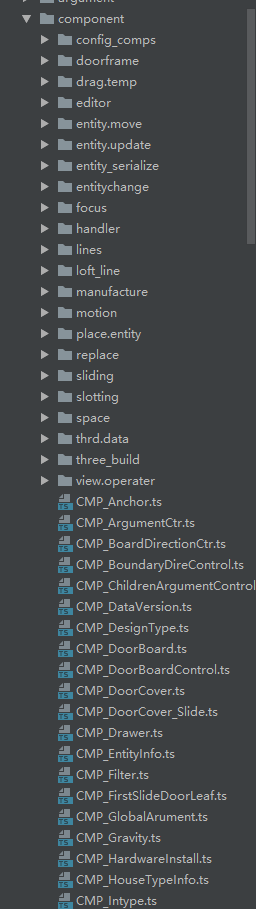 argument
component
config_comps
doorframe
drag.temp
editor
entity.move
entity.update
entity_serialize
entitychange
focus
handler
lines
loft_line
manufacture
motion
place.entity
replace
sliding
slotting
space
thrd.data
three_build
view.operater
CMP_Anchor.ts
CMP_ArgumentCtr.ts
CMP_BoardDirectionCtr.ts
CMP_BoundaryDireControl.ts
CMP_ChildrenArgumentControl
CMP_DataVersion.ts
CMP_DesignType.ts
CMP_DoorBoard.ts
CMP_DoorBoardControl.ts
CMP_DoorCover.ts
CMP_DoorCover_Slide.ts
CMP_Drawer.ts
CMP_EntityInfo.ts
CMP_Filter.ts
CMP_FirstSlideDoorLeaf.ts
CMP_GlobalArument.ts
CMP_Gravity.ts
CMP_HardwareInstall.ts
CMP_HouseTypeInfo.ts
CMP_Intype.ts